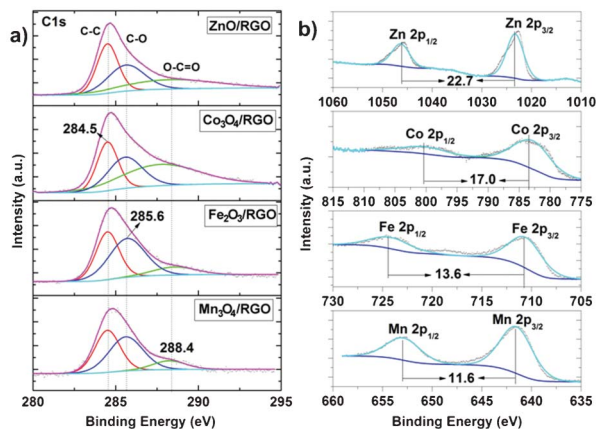 a)
C1s
ZnO/RGO
C-C
C-O
O-C=O
Co3O4/RGO
284.5
Fe2O3/RGO
285.6
Mn3O4/RGO
288.4
Intensity (a.u.)
280 285 290 295
Binding Energy (eV)
b)
Zn 2p1/2 Zn 2p3/2
22.7
1060 1050 1040 1030 1020 1010
Co 2p1/2 Co 2p3/2
17.0
815 810 805 800 795 790 785 780 775
Fe 2p1/2 Fe 2p3/2
13.6
730 725 720 715 710 705
Mn 2p1/2 Mn 2p3/2
11.6
660 655 650 645 640 635
Intensity (a.u.)
Binding Energy (eV)